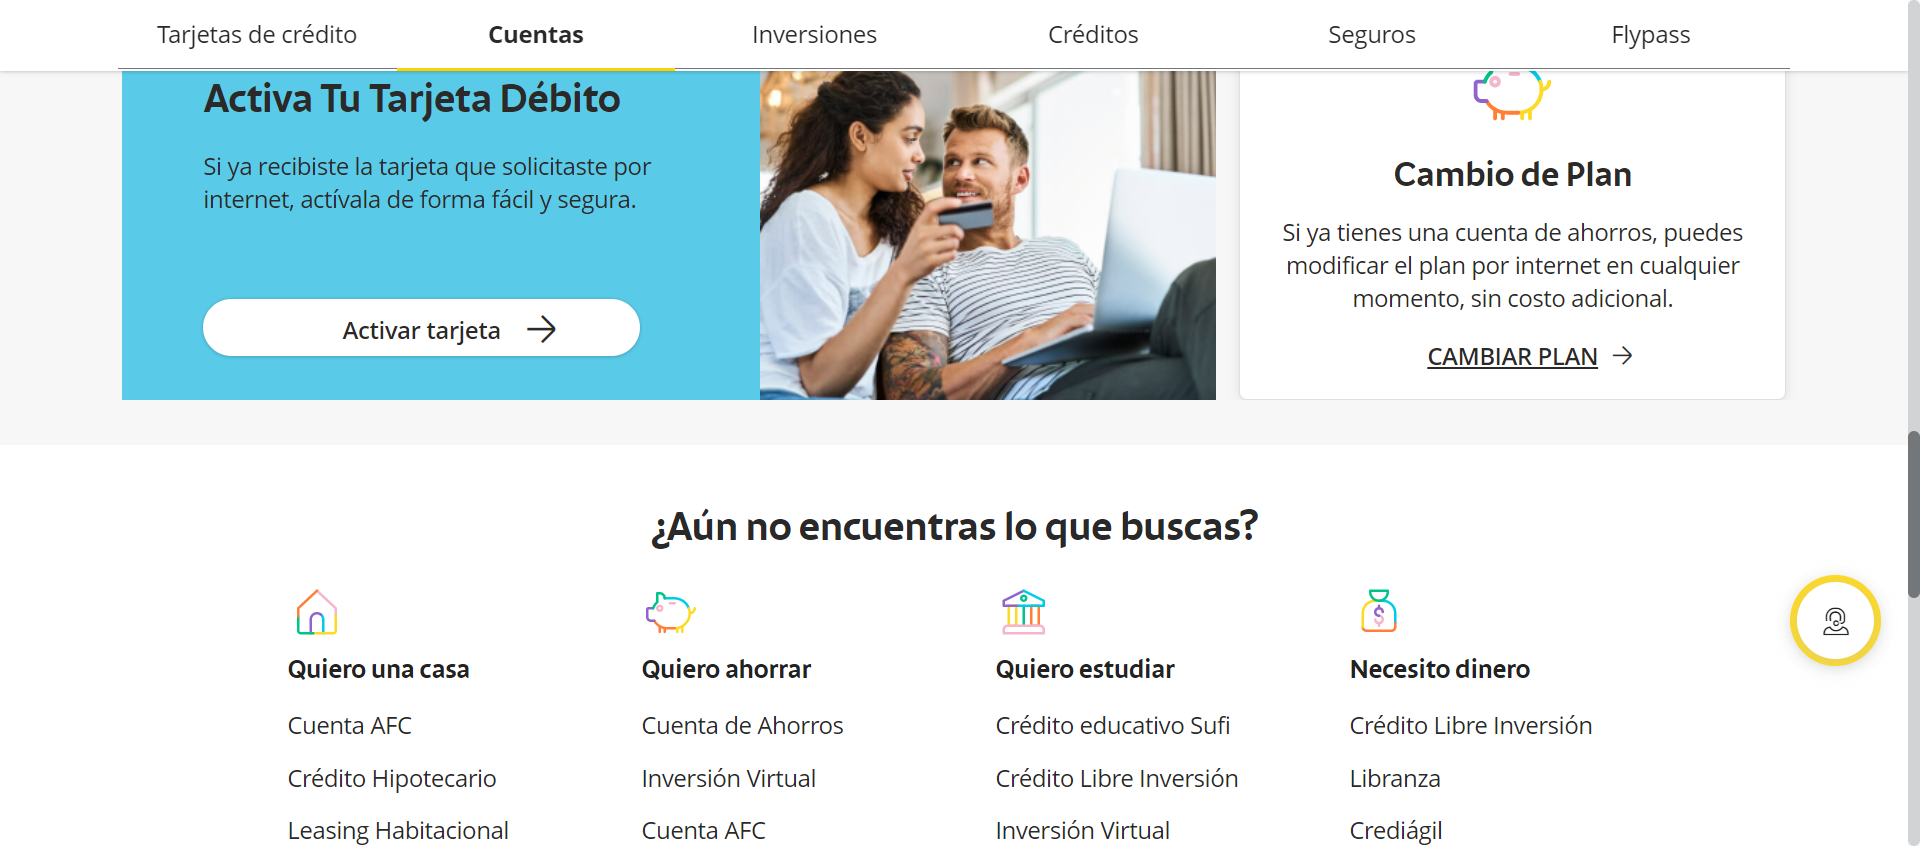 Tarjetas de crédito
Cuentas
Inversiones
Créditos
Seguros
Flypass
Activa Tu Tarjeta Débito
Si ya recibiste la tarjeta que solicitaste por
internet, actívala de forma fácil y segura.
Activar tarjeta
Cambio de Plan
Si ya tienes una cuenta de ahorros, puedes
modificar el plan por internet en cualquier
momento, sin costo adicional.
CAMBIAR PLAN
¿Aún no encuentras lo que buscas?
Quiero una casa
Cuenta AFC
Crédito Hipotecario
Leasing Habitacional
Quiero ahorrar
Cuenta de Ahorros
Inversión Virtual
Cuenta AFC
Quiero estudiar
Crédito educativo Sufi
Crédito Libre Inversión
Inversión Virtual
Necesito dinero
Crédito Libre Inversión
Libranza
Crediágil